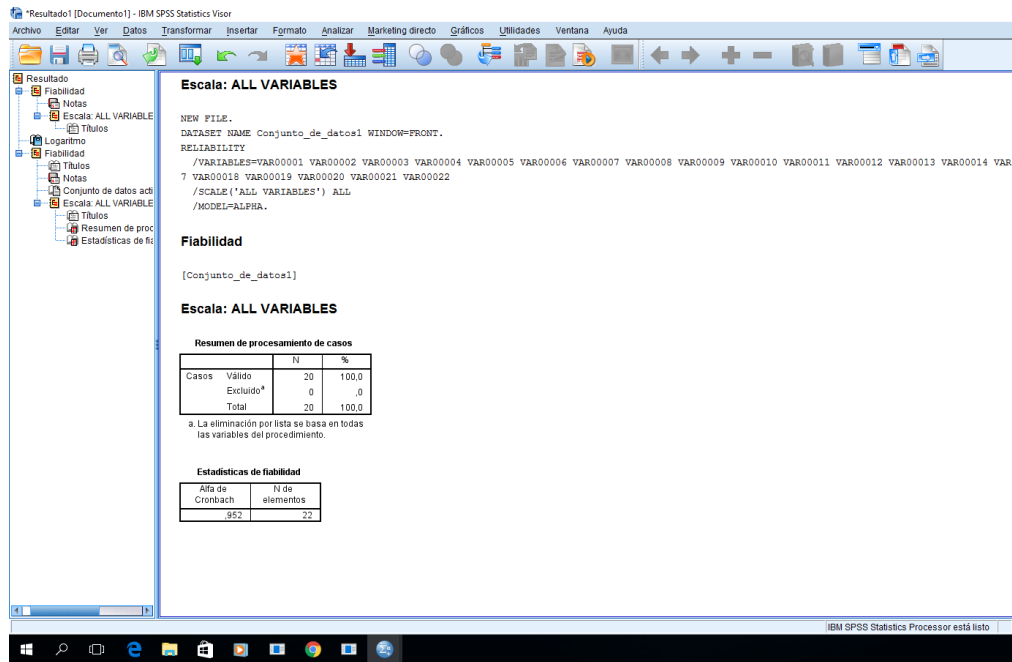 *Resultado1 [Documento1] - IBM SPSS Statistics Visor
Archivo Editar Ver Datos Transformar Insertar Formato Analizar Marketing directo Gráficos Utilidades Ventana Ayuda
Resultado
Fiabilidad
Notas
Escala: ALL VARIABLE
Títulos
Logaritmo
Fiabilidad
Títulos
Notas
Conjunto de datos acti
Escala: ALL VARIABLE
Títulos
Resumen de proc
Estadísticas de fia
Escala: ALL VARIABLES
NEW FILE.
DATASET NAME Conjunto_de_datos1 WINDOW=FRONT.
RELIABILITY
/VARIABLES=VAR00001 VAR00002 VAR00003 VAR00004 VAR00005 VAR00006 VAR00007 VAR00008 VAR00009 VAR00010 VAR00011 VAR00012 VAR00013 VAR00014 VAR
7 VAR00018 VAR00019 VAR00020 VAR00021 VAR00022
/SCALE('ALL VARIABLES') ALL
/MODEL=ALPHA.
Fiabilidad
[Conjunto_de_datos1]
Escala: ALL VARIABLES
Resumen de procesamiento de casos
N %
Casos Válido 20 100,0
Excluidoª 0 ,0
Total 20 100,0
a. La eliminación por lista se basa en todas
las variables del procedimiento.
Estadísticas de fiabilidad
Alfa de Cronbach N de elementos
,952 22
IBM SPSS Statistics Processor está listo